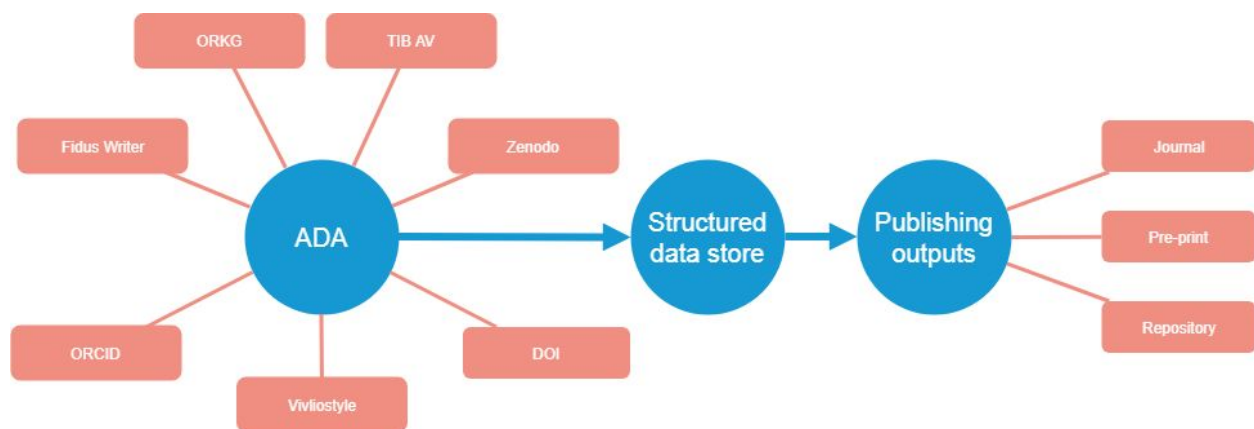 ORKG
TIB AV
Fidus Writer
Zenodo
Journal
ADA
Structured
data store
Publishing
outputs
Pre-print
ORCID
DOI
Repository
Vivliostyle